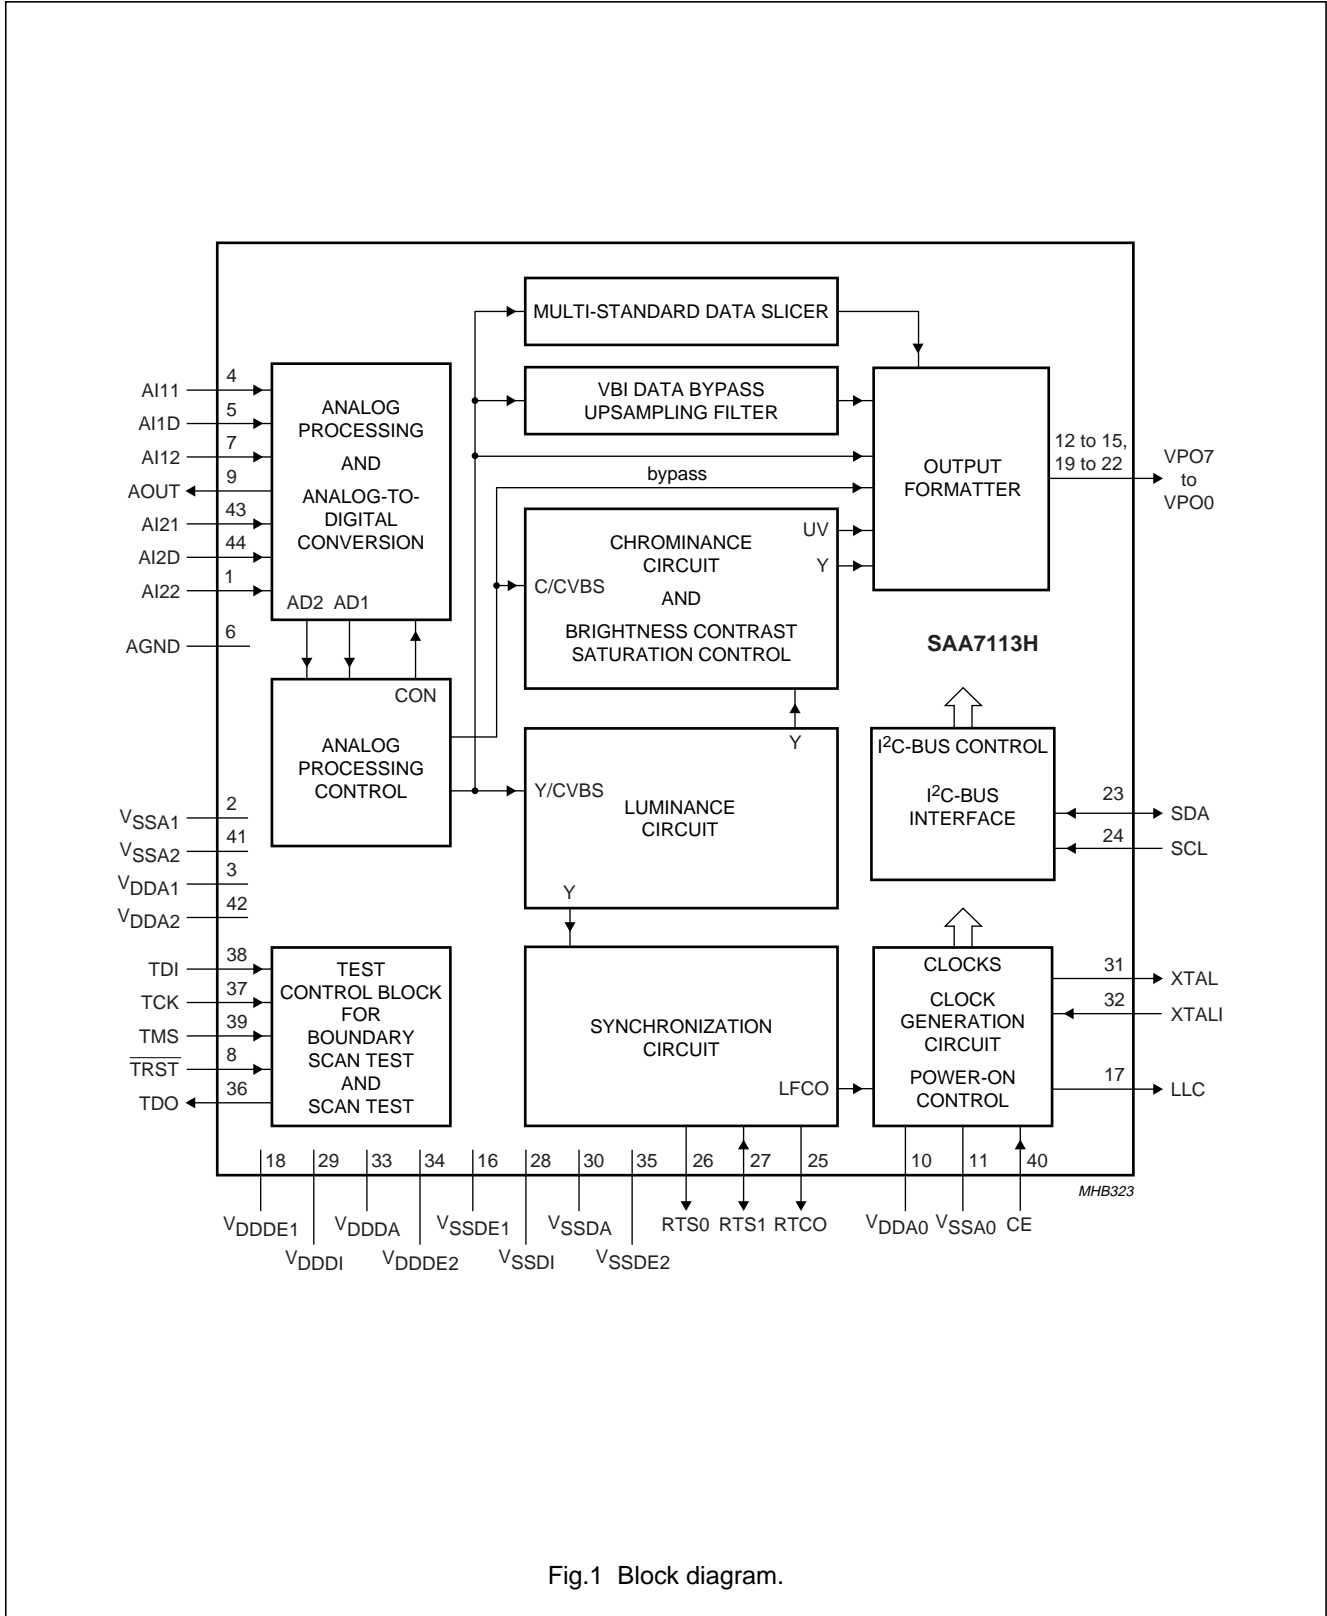 MULTI-STANDARD DATA SLICER
VBI DATA BYPASS
UPSAMPLING FILTER
AI11
4
AI1D
5
AI12
7
AOUT
9
AI21
43
AI2D
44
AI22
1
AGND
6
ANALOG
PROCESSING
AND
ANALOG-TO-
DIGITAL
CONVERSION
AD2 AD1
CON
ANALOG
PROCESSING
CONTROL
bypass
OUTPUT
FORMATTER
12 to 15,
19 to 22
VPO7
to
VPO0
CHROMINANCE
CIRCUIT
AND
BRIGHTNESS CONTRAST
SATURATION CONTROL
UV
Y
C/CVBS
SAA7113H
Y
Y/CVBS
LUMINANCE
CIRCUIT
Y
I2C-BUS CONTROL
I2C-BUS
INTERFACE
23
SDA
24
SCL
VSSA1
2
VSSA2
41
VDDA1
3
VDDA2
42
TDI
38
TCK
37
TMS
39
TRST
8
TDO
36
TEST
CONTROL BLOCK
FOR
BOUNDARY
SCAN TEST
AND
SCAN TEST
SYNCHRONIZATION
CIRCUIT
LFCO
CLOCKS
CLOCK
GENERATION
CIRCUIT
POWER-ON
CONTROL
31
XTAL
32
XTALI
17
LLC
18 29 33 34 16 28 30 35 26 27 25 10 11 40
MHB323
VDDDE1 VDDDA VSSDE1 VSSDA RTS0 RTS1 RTCO VDDA0 VSSA0 CE
VDDDI VDDDE2 VSSDI VSSDE2
Fig.1 Block diagram.